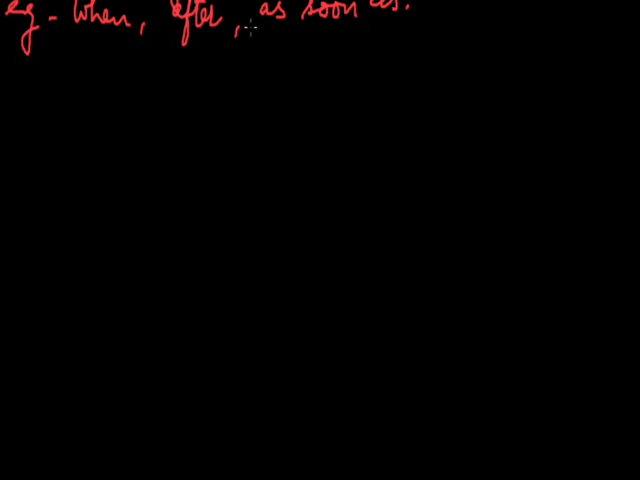 eg - When, after, as soon as.